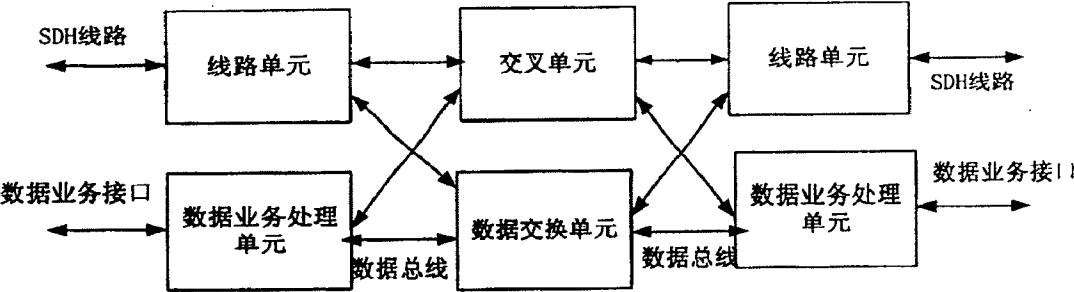 SDH线路
线路单元
交叉单元
线路单元
SDH线路
数据业务接口
数据业务处理
单元
数据总线
数据交换单元
数据总线
数据业务处理
单元
数据业务接口